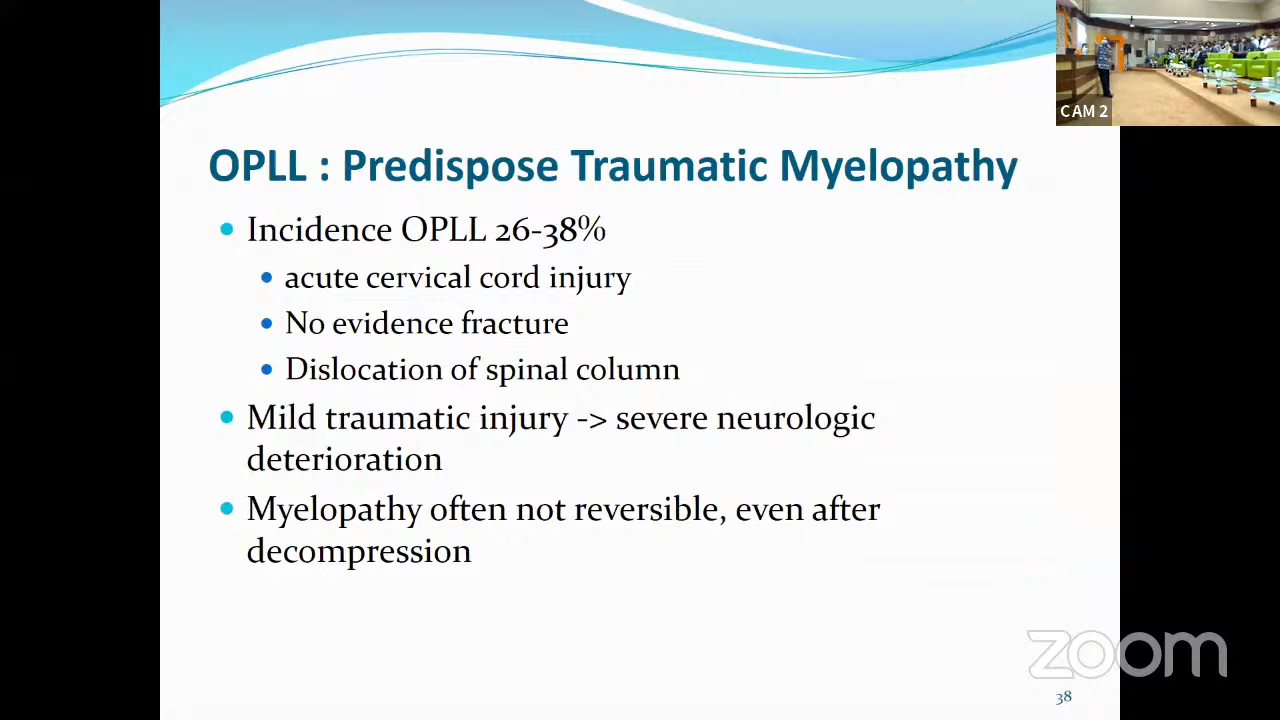 CAM 2
OPLL : Predispose Traumatic Myelopathy
• Incidence OPLL 26-38%
• acute cervical cord injury
• No evidence fracture
• Dislocation of spinal column
• Mild traumatic injury -> severe neurologic
deterioration
• Myelopathy often not reversible, even after
decompression
zoom
38